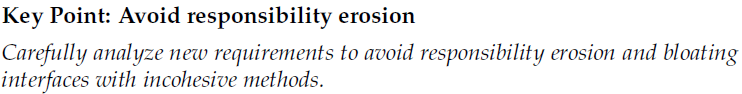 Key Point: Avoid responsibility erosion
Carefully analyze new requirements to avoid responsibility erosion and bloating
interfaces with incohesive methods.